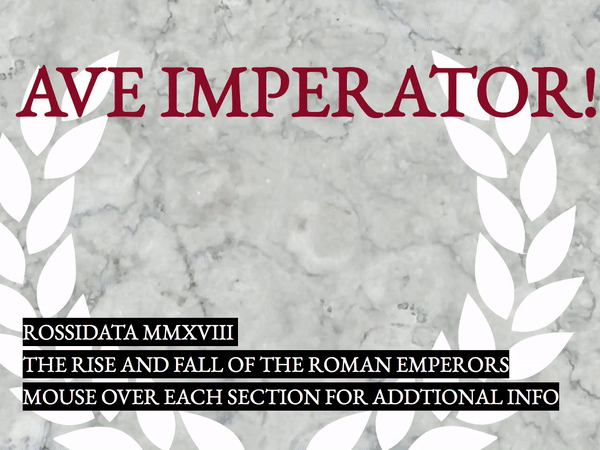 AVE IMPERATOR!
ROSSIDATA MMXVIII
THE RISE AND FALL OF THE ROMAN EMPERORS
MOUSE OVER EACH SECTION FOR ADDTIONAL INFO